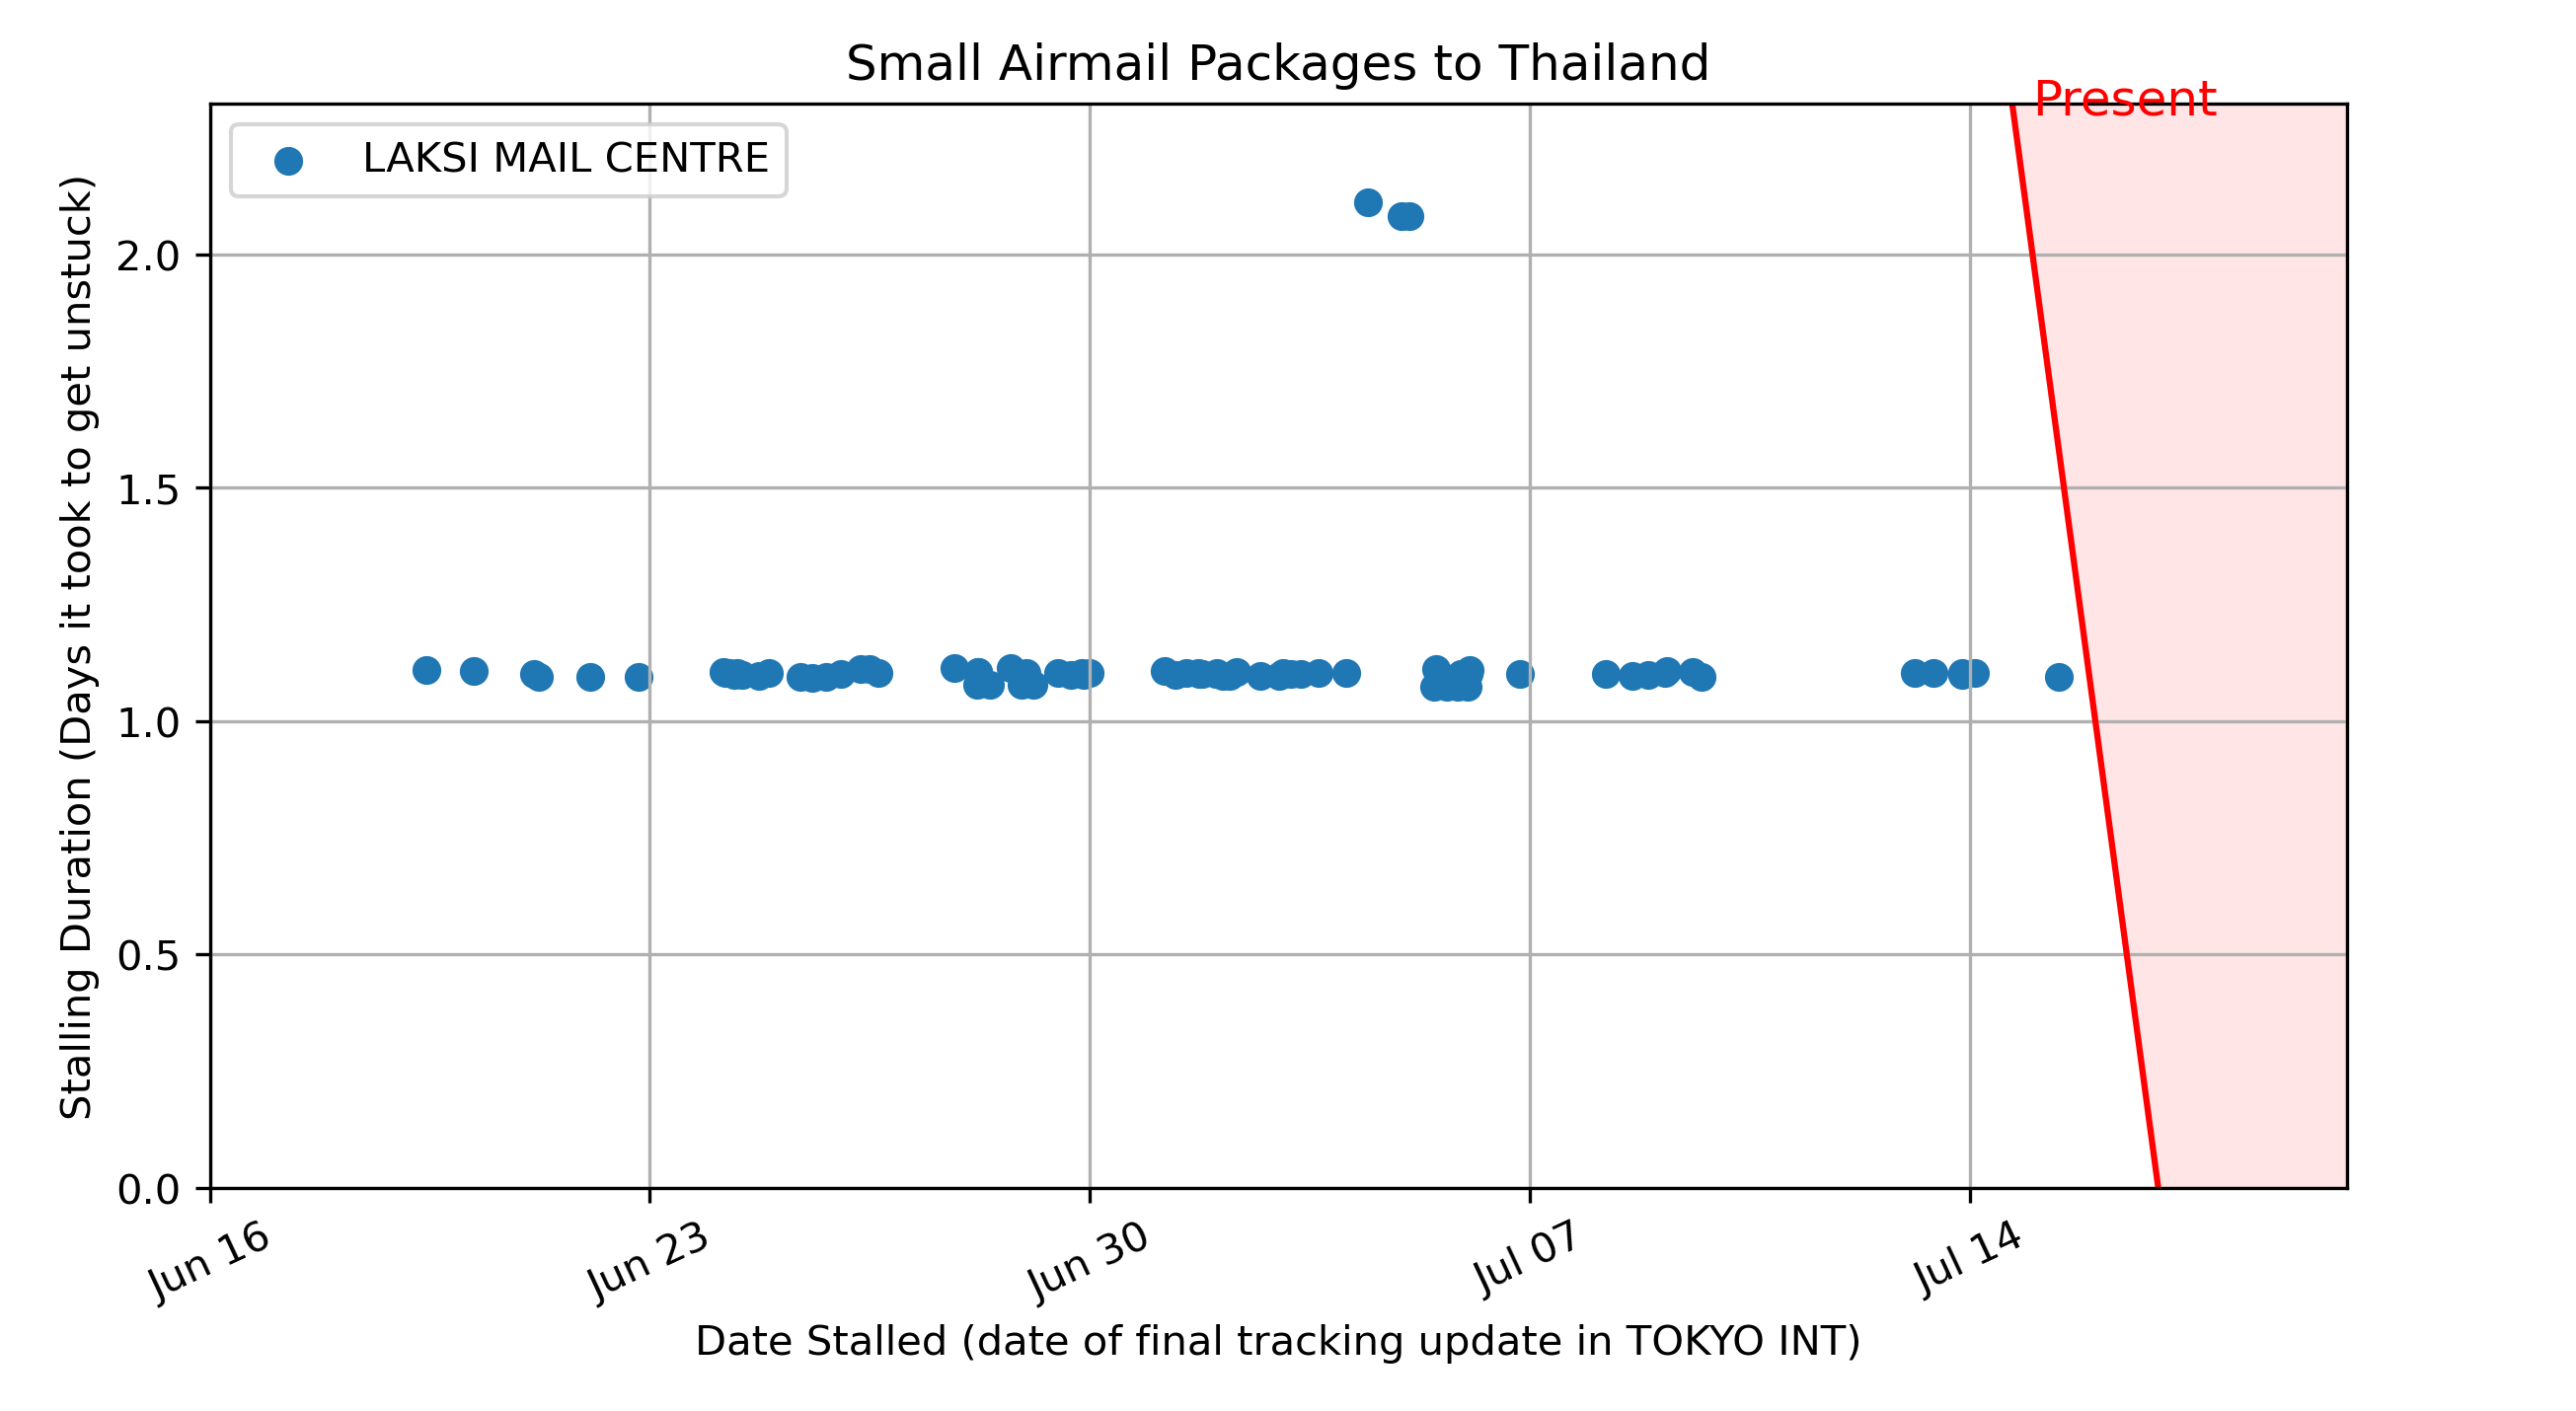 Small Airmail Packages to Thailand
Present
LAKSI MAIL CENTRE
Stalling Duration (Days it took to get unstuck)
2.0
1.5
1.0
0.5
0.0
Jun 16
Jun 23
Jun 30
Jul 07
Jul 14
Date Stalled (date of final tracking update in TOKYO INT)